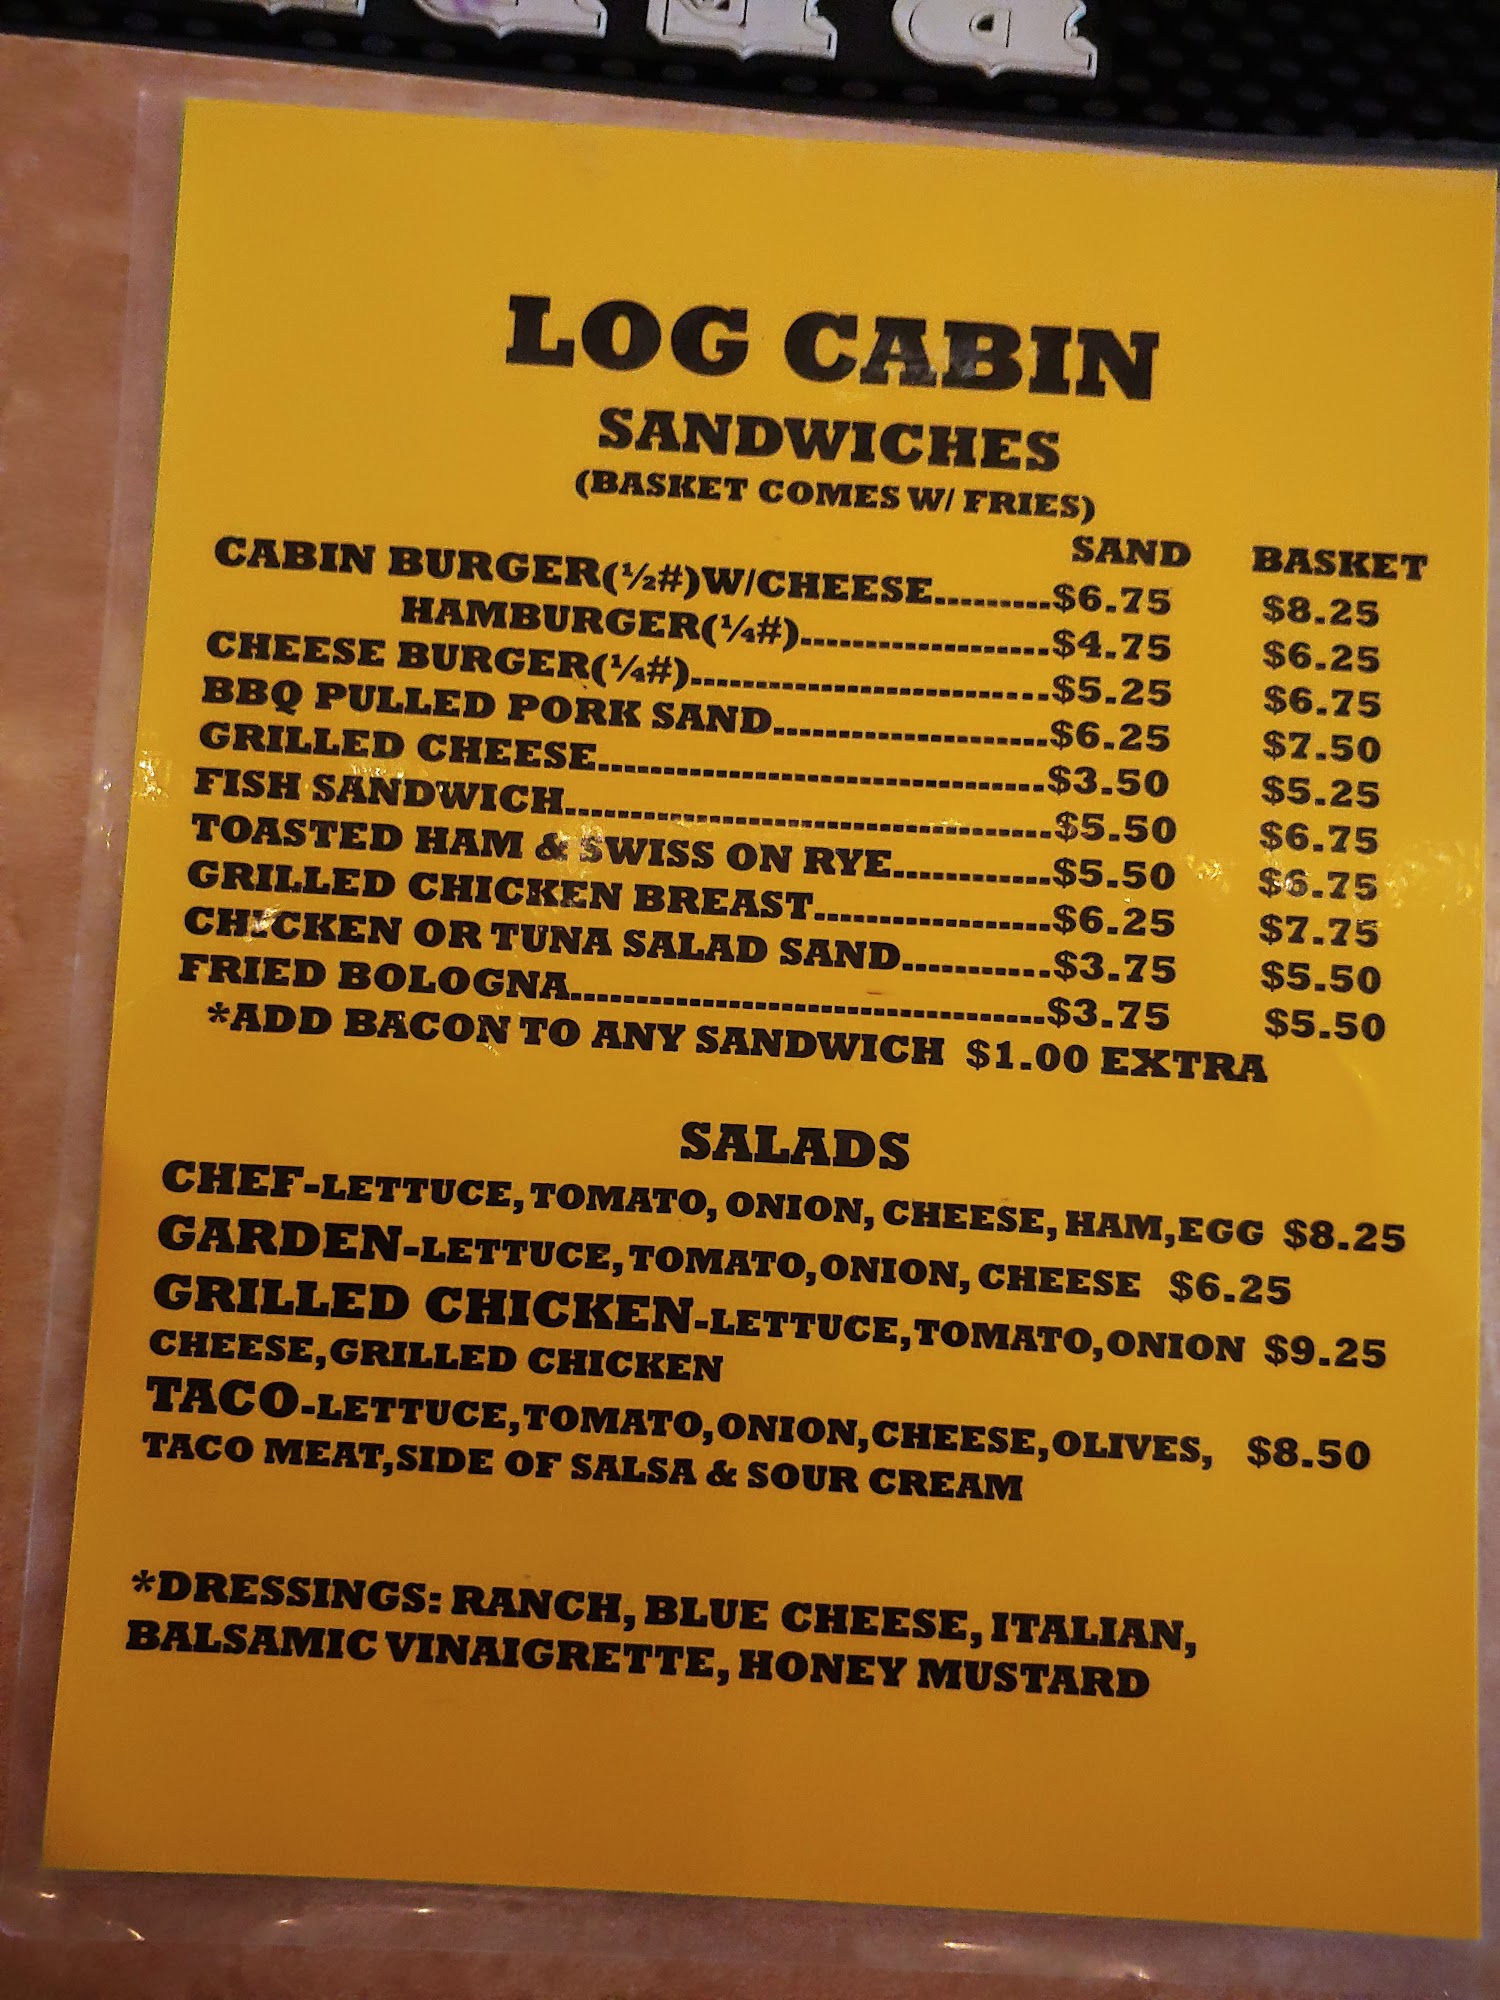 LOG CABIN
SANDWICHES
(BASKET COMES W/ FRIES)
SAND BASKET
CABIN BURGER(½#)W/CHEESE.........$6.75 $8.25
HAMBURGER(¼#)...................$4.75 $6.25
CHEESE BURGER(¼#)............................$5.25 $6.75
BBQ PULLED PORK SAND.....................$6.25 $7.50
GRILLED CHEESE...................................$3.50 $5.25
FISH SANDWICH......................................$5.50 $6.75
TOASTED HAM & SWISS ON RYE............$5.50 $6.75
GRILLED CHICKEN BREAST..................$6.25 $7.75
CHICKEN OR TUNA SALAD SAND...........$3.75 $5.50
FRIED BOLOGNA.....................................$3.75 $5.50
*ADD BACON TO ANY SANDWICH $1.00 EXTRA
SALADS
CHEF-LETTUCE, TOMATO, ONION, CHEESE, HAM,EGG $8.25
GARDEN-LETTUCE,TOMATO,ONION, CHEESE $6.25
GRILLED CHICKEN-LETTUCE,TOMATO,ONION $9.25
CHEESE,GRILLED CHICKEN
TACO-LETTUCE,TOMATO,ONION,CHEESE,OLIVES, $8.50
TACO MEAT,SIDE OF SALSA & SOUR CREAM
*DRESSINGS: RANCH, BLUE CHEESE, ITALIAN,
BALSAMIC VINAIGRETTE, HONEY MUSTARD